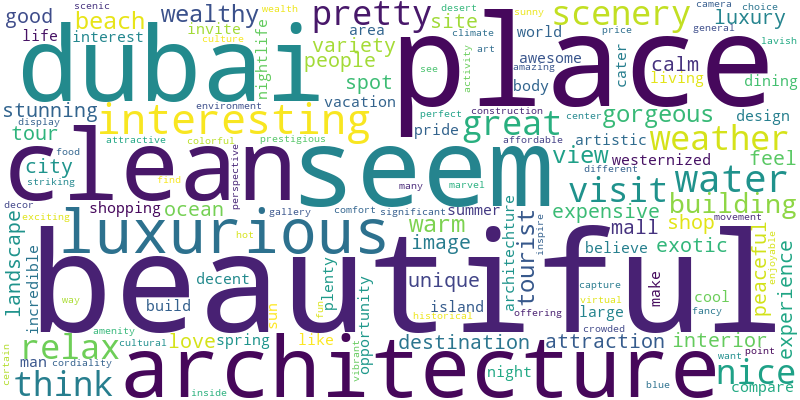 good
scenic
beach
life
interest
wealthy
invite
wealth
culture
nightlife
pretty
variety
people
area
spot
vacation
desert
site
climate
activity
see
scenery
sunny
world
art
awesome
amazing
body
camera
price
cater
choice
luxury
general
lavish
calm
living
dining
dubai
place
stunning
display
tour
environment
interesting
attractive
colorful
prestigious
perfect
construction
pride
great
center
affordable
artistic
gorgeous
design
weather
city
food
striking
clean
perspective
find
seem
many
marvel
view
westernized
different
feel
decor
exciting
shopping
ocean
gallery
comfort
significant
summer
visit
water
expensive
building
movement
landscape
incredible
luxurious
hot
warm
image
architechture
tourist
inspire
mall
shop
believe
exotic
peaceful
enjoyable
experience
beautiful
way
build
decent
sun
fun
plenty
unique
island
offering
historical
opportunity
vibrant
make
capture
virtual
large
cool
fancy
crowded
certain
relax
amenity
cultural
love
spring
like
destination
attraction
interior
want
point
nice
man
cordiality
think
architecture
inside
night
blue
compare